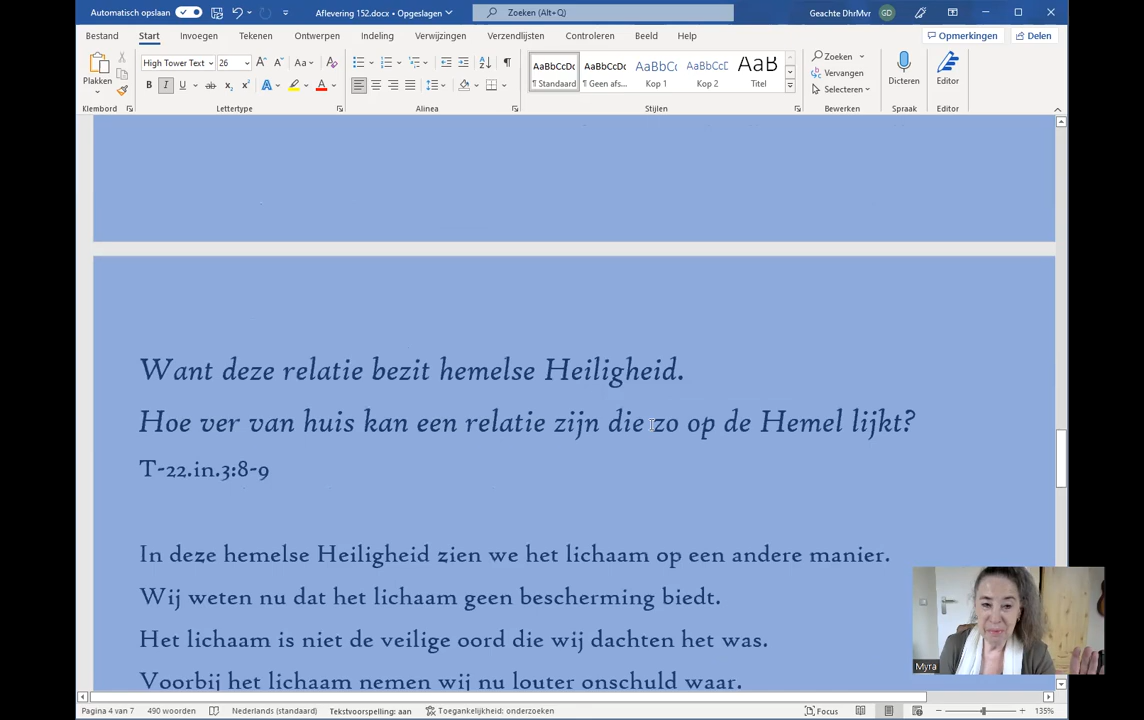 Automatisch opslaan
Aflevering 152.docx • Opgeslagen
Zoeken (Alt+Q)
Geachte DhrMvr
GD
Bestand
Start
Invoegen
Tekenen
Ontwerpen
Indeling
Verwijzingen
Verzendlijsten
Controleren
Beeld
Help
Opmerkingen
Delen
Plakken
Klembord
High Tower Text
26
Lettertype
Alinea
AaBbCcDc
¶ Standaard
AaBbCcDc
¶ Geen afs...
AaBbCcD
Kop 1
AaBbCcD
Kop 2
AaB
Titel
Stijlen
Zoeken
Vervangen
Selecteren
Bewerken
Dicteren
Spraak
Editor
Editor
Want deze relatie bezit hemelse Heiligheid.
Hoe ver van huis kan een relatie zijn die zo op de Hemel lijkt?
T-22.in.3:8-9
In deze hemelse Heiligheid zien we het lichaam op een andere manier.
Wij weten nu dat het lichaam geen bescherming biedt.
Het lichaam is niet de veilige oord die wij dachten het was.
Voorbij het lichaam nemen wij nu louter onschuld waar.
Myra
Pagina 4 van 7
490 woorden
Nederlands (standaard)
Tekstvoorspelling: aan
Toegankelijkheid: onderzoeken
Focus
135%